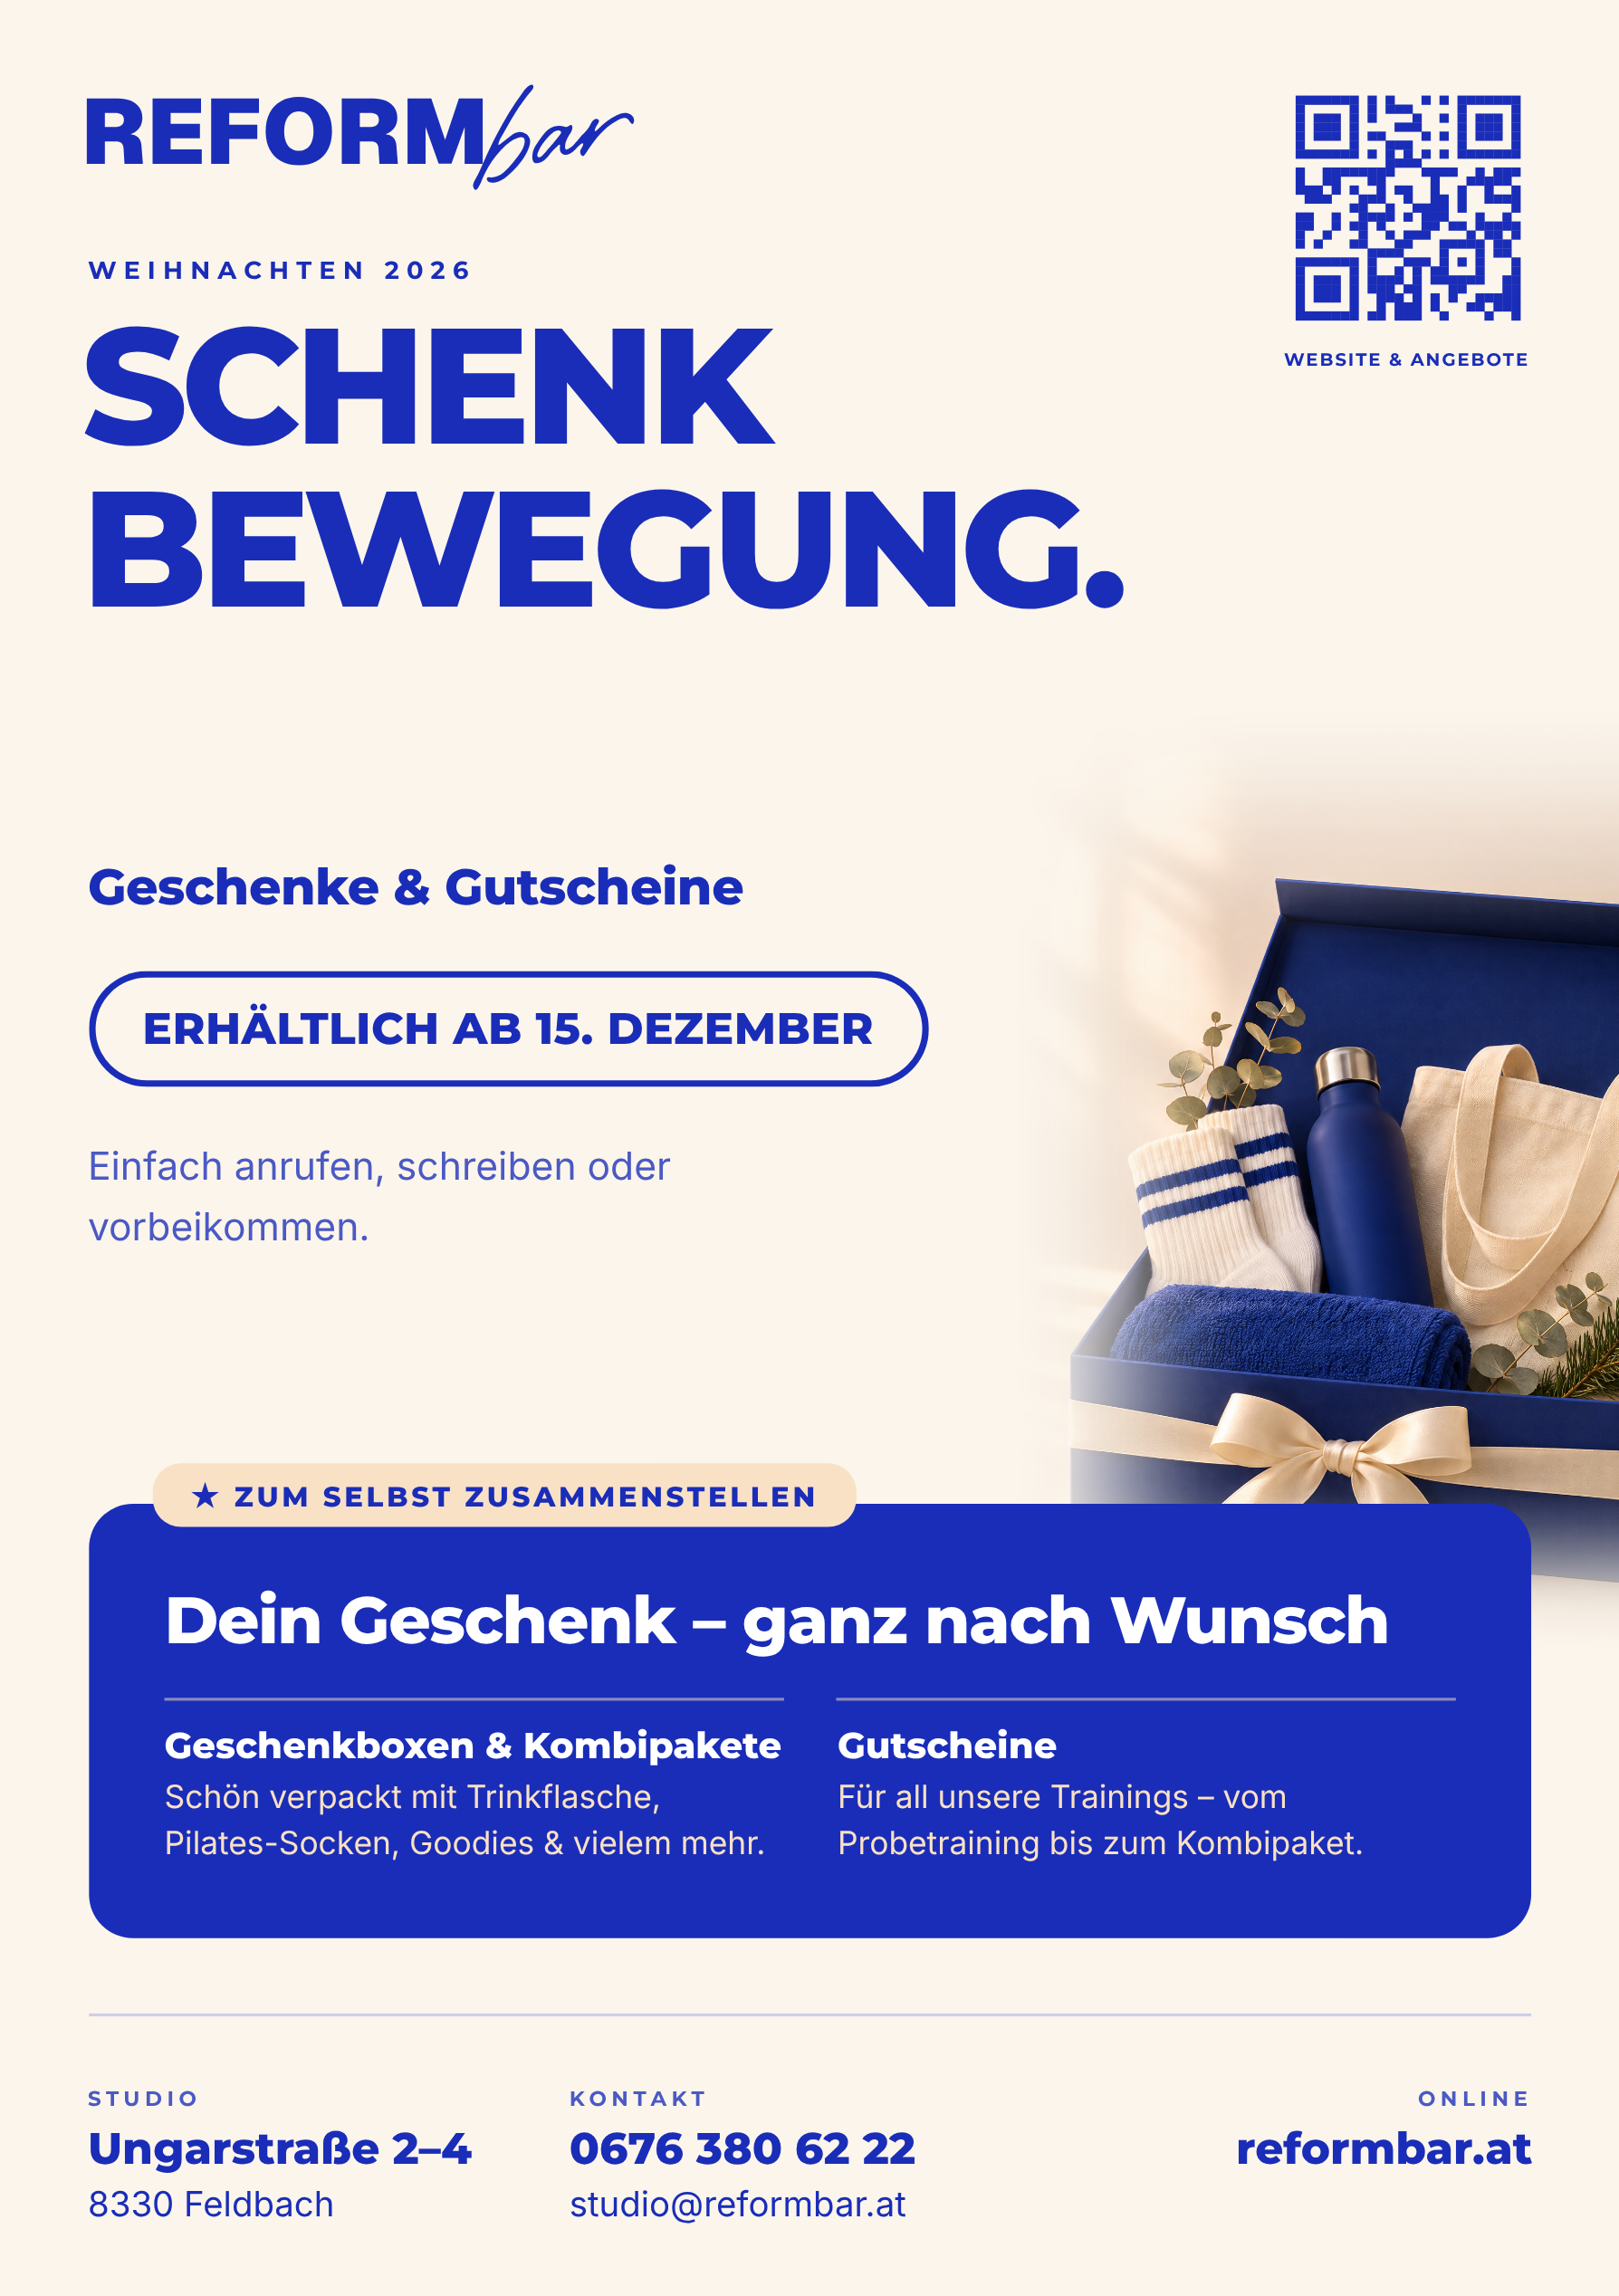 REFORMbar
WEIHNACHTEN 2026
SCHENK
BEWEGUNG.
WEBSITE & ANGEBOTE
Geschenke & Gutscheine
ERHÄLTLICH AB 15. DEZEMBER
Einfach anrufen, schreiben oder
vorbeikommen.
★ ZUM SELBST ZUSAMMENSTELLEN
Dein Geschenk – ganz nach Wunsch
Geschenkboxen & Kombipakete
Schön verpackt mit Trinkflasche,
Pilates-Socken, Goodies & vielem mehr.
Gutscheine
Für all unsere Trainings – vom
Probetraining bis zum Kombipaket.
STUDIO
Ungarstraße 2–4
8330 Feldbach
KONTAKT
0676 380 62 22
studio@reformbar.at
ONLINE
reformbar.at